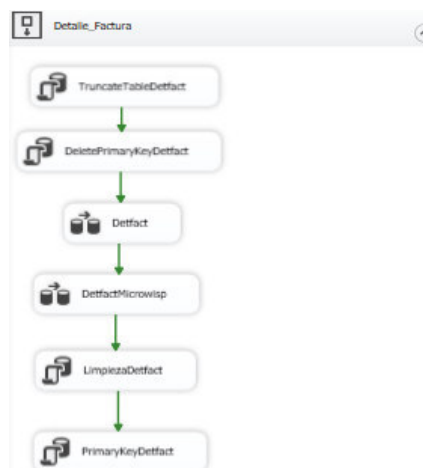 Detalle_Factura
TruncateTableDetfact
DeletePrimaryKeyDetfact
Detfact
DetfactMicrowisp
LimpiezaDetfact
PrimaryKeyDetfact